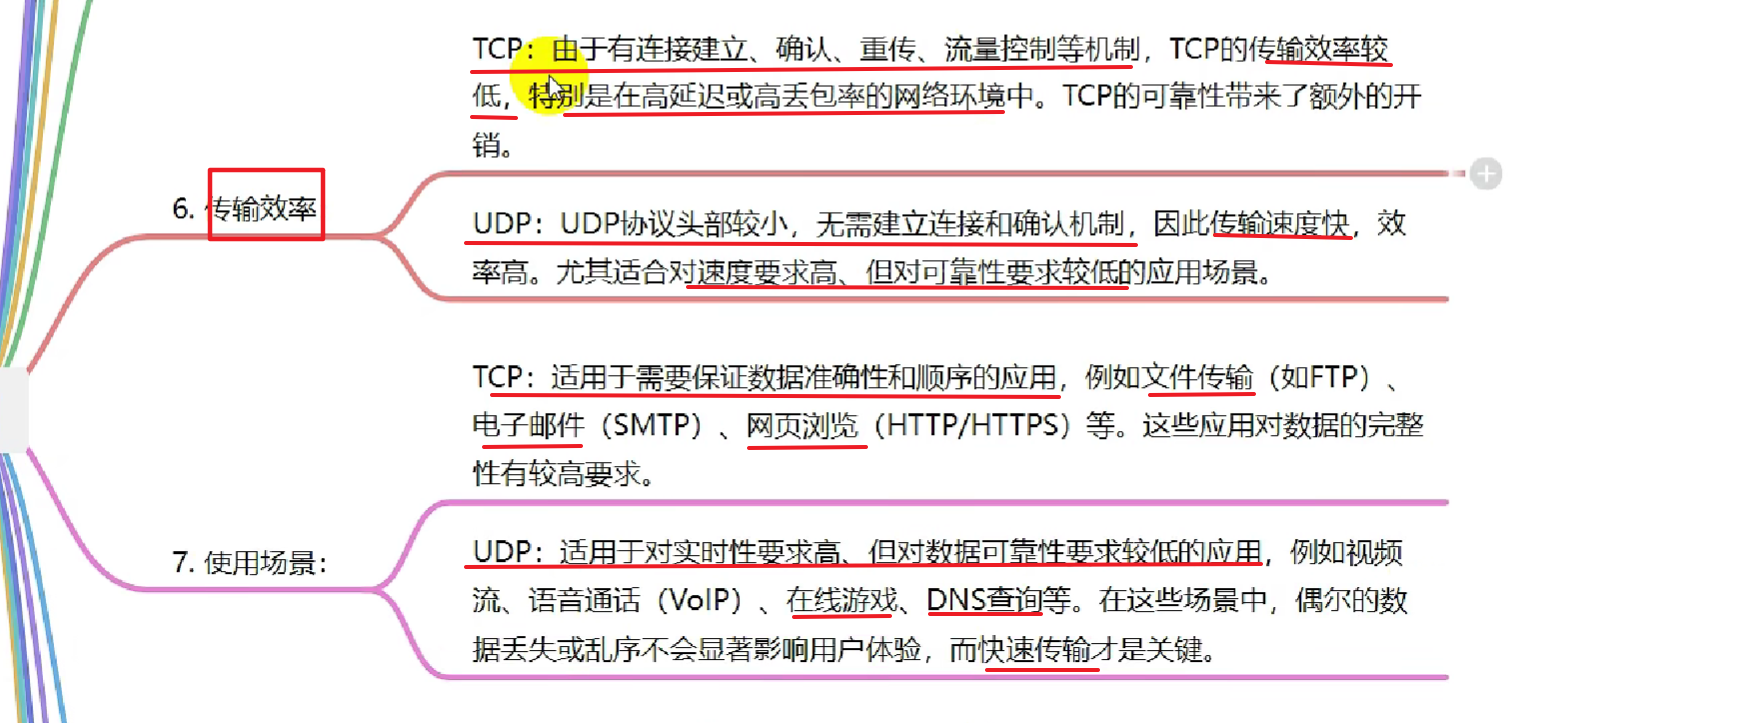 TCP：由于有连接建立、确认、重传、流量控制等机制，TCP的传输效率较
低，特别是在高延迟或高丢包率的网络环境中。TCP的可靠性带来了额外的开
销。
6. 传输效率
UDP：UDP协议头部较小，无需建立连接和确认机制，因此传输速度快，效
率高。尤其适合对速度要求高、但对可靠性要求较低的应用场景。
TCP：适用于需要保证数据准确性和顺序的应用，例如文件传输（如FTP）、
电子邮件（SMTP）、网页浏览（HTTP/HTTPS）等。这些应用对数据的完整
性有较高要求。
7. 使用场景：
UDP：适用于对实时性要求高、但对数据可靠性要求较低的应用，例如视频
流、语音通话（VoIP）、在线游戏、DNS查询等。在这些场景中，偶尔的数
据丢失或乱序不会显著影响用户体验，而快速传输才是关键。